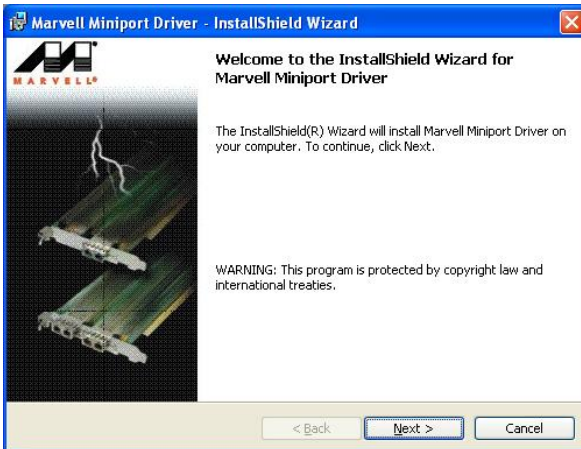 Marvell Miniport Driver - InstallShield Wizard
MARVELL®
Welcome to the InstallShield Wizard for
Marvell Miniport Driver
The InstallShield(R) Wizard will install Marvell Miniport Driver on
your computer. To continue, click Next.
WARNING: This program is protected by copyright law and
international treaties.
< Back
Next >
Cancel